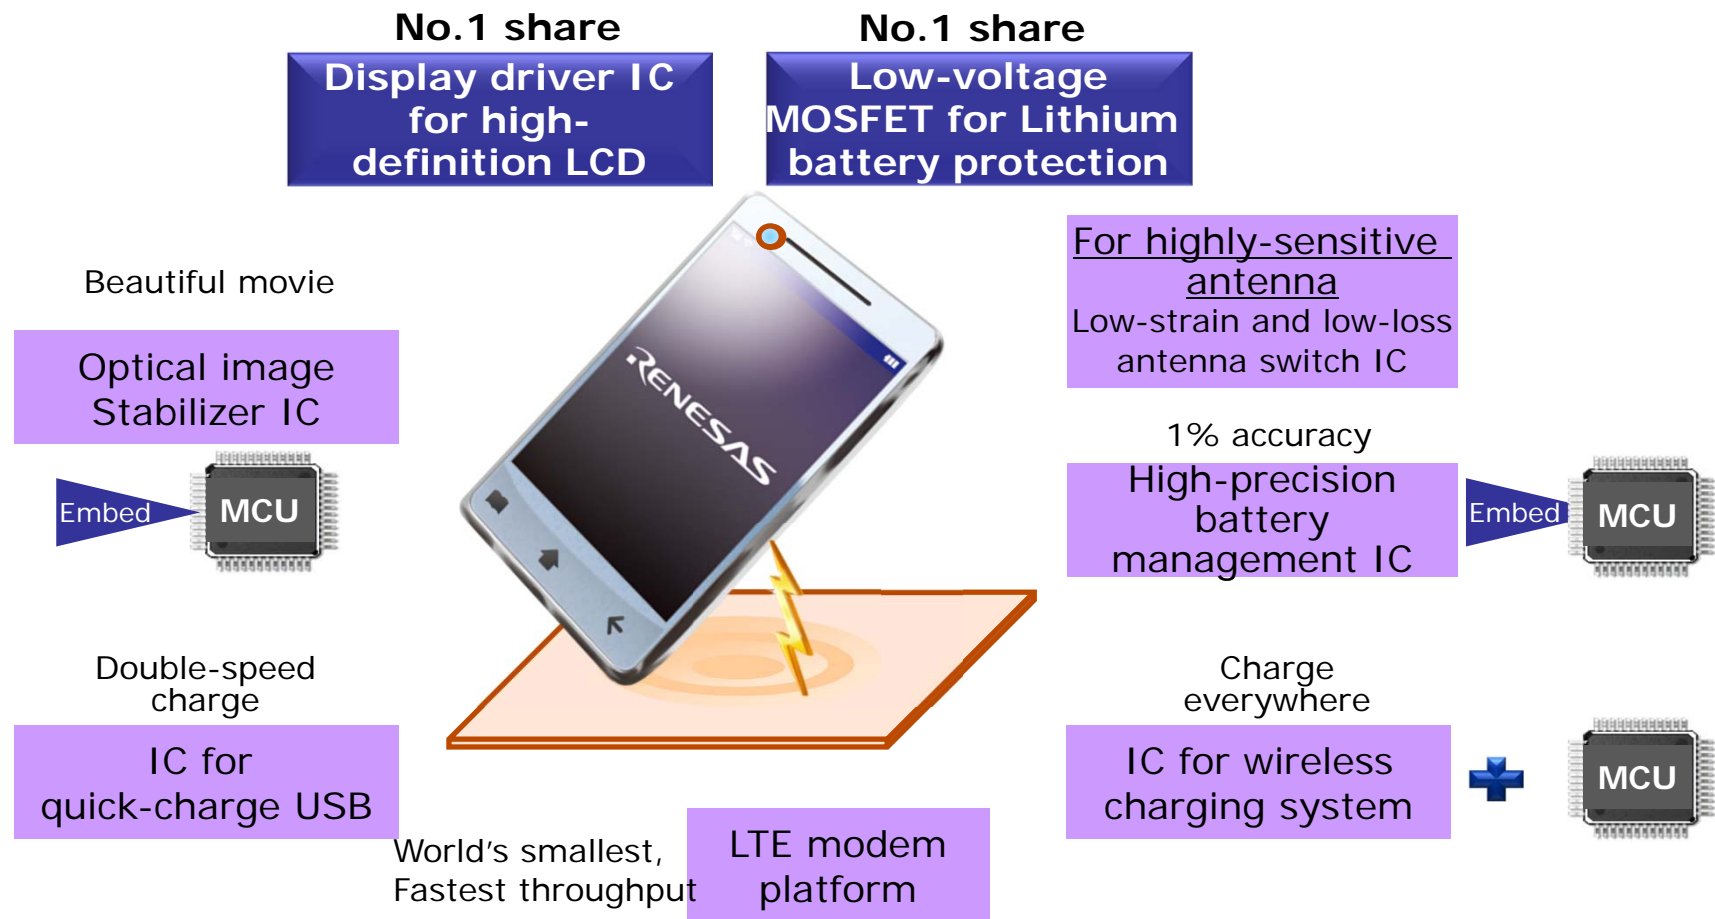 No.1 share
Display driver IC
for high-
definition LCD
No.1 share
Low-voltage
MOSFET for Lithium
battery protection
Beautiful movie
Optical image
Stabilizer IC
Embed
MCU
Double-speed
charge
IC for
quick-charge USB
RENESAS
World's smallest,
Fastest throughput
LTE modem
platform
For highly-sensitive
antenna
Low-strain and low-loss
antenna switch IC
1% accuracy
High-precision
battery
management IC
Embed
MCU
Charge
everywhere
IC for wireless
charging system
MCU